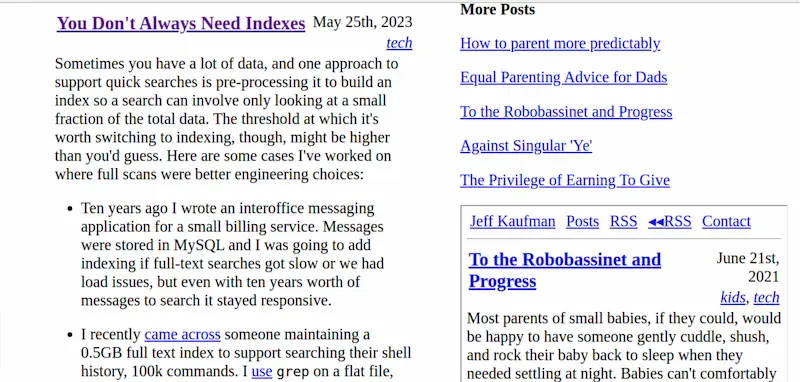 You Don't Always Need Indexes May 25th, 2023
tech
Sometimes you have a lot of data, and one approach to
support quick searches is pre-processing it to build an
index so a search can involve only looking at a small
fraction of the total data. The threshold at which it's
worth switching to indexing, though, might be higher
than you'd guess. Here are some cases I've worked on
where full scans were better engineering choices:
• Ten years ago I wrote an interoffice messaging
application for a small billing service. Messages
were stored in MySQL and I was going to add
indexing if full-text searches got slow or we had
load issues, but even with ten years worth of
messages to search it stayed responsive.
• I recently came across someone maintaining a
0.5GB full text index to support searching their shell
history, 100k commands. I use grep on a flat file,
More Posts
How to parent more predictably
Equal Parenting Advice for Dads
To the Robobassinet and Progress
Against Singular 'Ye'
The Privilege of Earning To Give
Jeff Kaufman Posts RSS ◂◂RSS Contact
To the Robobassinet and June 21st,
Progress 2021
kids, tech
Most parents of small babies, if they could, would
be happy to have someone gently cuddle, shush,
and rock their baby back to sleep when they
needed settling at night. Babies can't comfortably